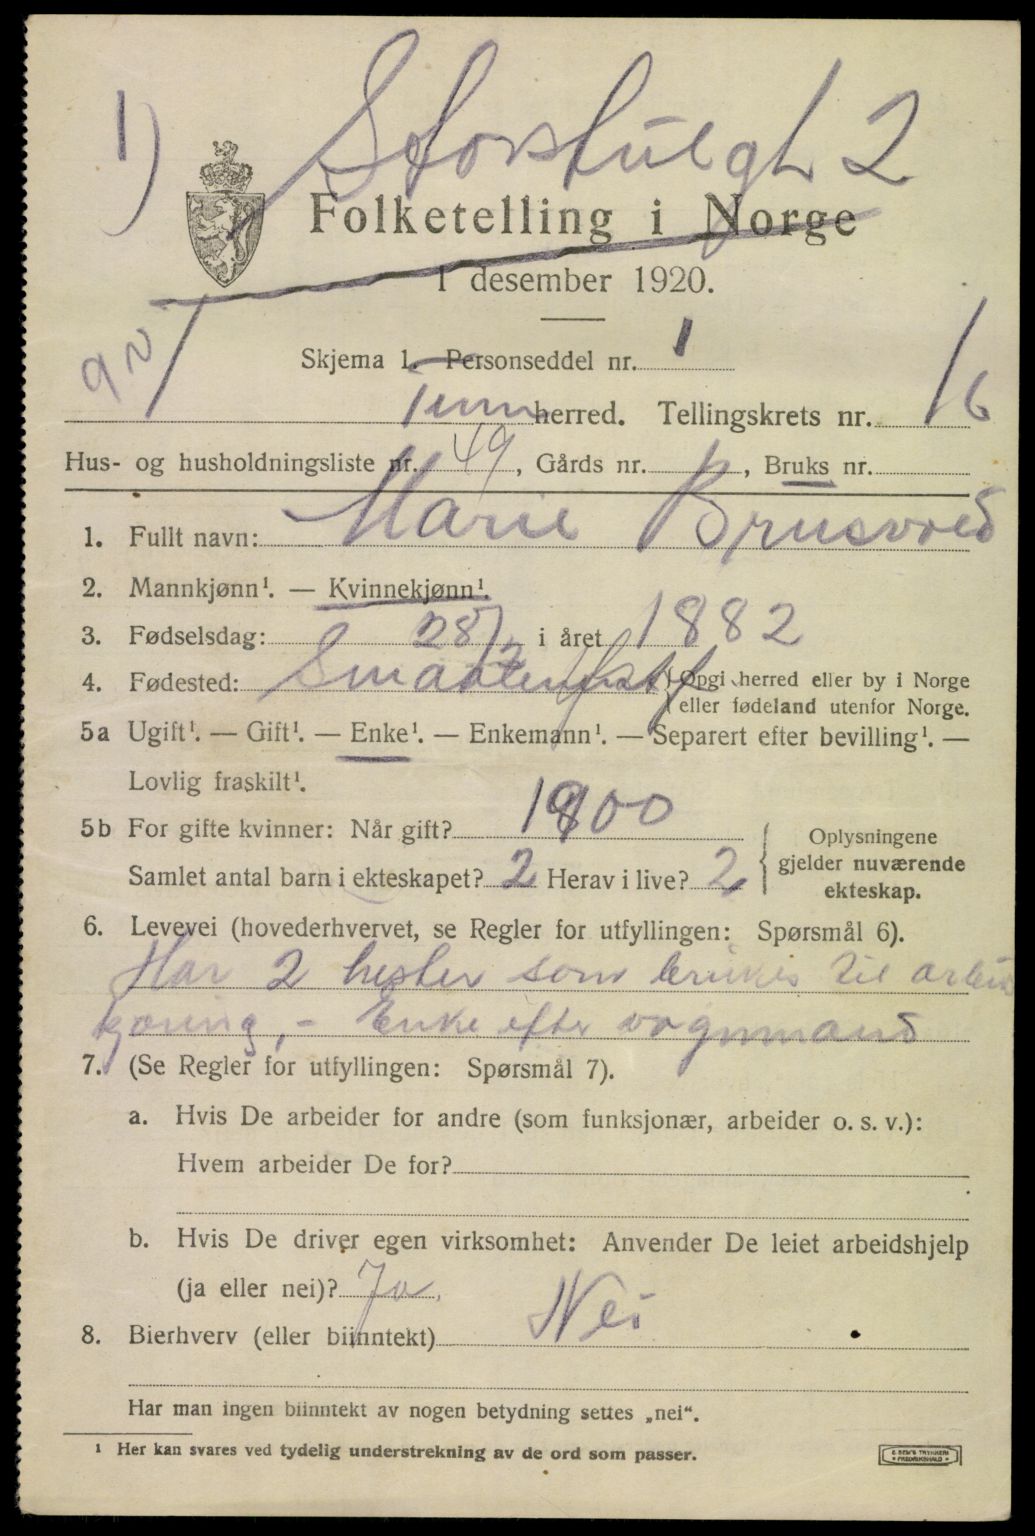 1)
Folketelling i Norge
1 desember 1920.
Skjema 1. Personseddel nr. 1
herred. Tellingskrets nr. 16
Hus- og husholdningsliste nr. 49, Gårds nr. , Bruks nr.
1. Fullt navn: Marie Brusvold
2. Mannkjønn¹. — Kvinnekjønn¹.
3. Fødselsdag: 28/2 i året 1882
4. Fødested: Smaalenene } Opgi herred eller by i Norge
eller fødeland utenfor Norge.
5a Ugift¹. — Gift¹. — Enke¹. — Enkemann¹. — Separert efter bevilling¹. —
Lovlig fraskilt¹.
5b For gifte kvinner: Når gift? 1900
Samlet antal barn i ekteskapet? 2 Herav i live? 2
Oplysningene
gjelder nuværende
ekteskap.
6. Levevei (hovederhvervet, se Regler for utfyllingen: Spørsmål 6).
Har 2 hester som brukes til arbeids
kjøring, - Enke efter vognmand
7. (Se Regler for utfyllingen: Spørsmål 7).
a. Hvis De arbeider for andre (som funksjonær, arbeider o. s. v.):
Hvem arbeider De for?
b. Hvis De driver egen virksomhet: Anvender De leiet arbeidshjelp
(ja eller nei)? Ja.
8. Bierhverv (eller biinntekt) Nei
Har man ingen biinntekt av nogen betydning settes „nei“.
¹ Her kan svares ved tydelig understrekning av de ord som passer.
E. SEM'S TRYKKERI
FREDRIKSHALD